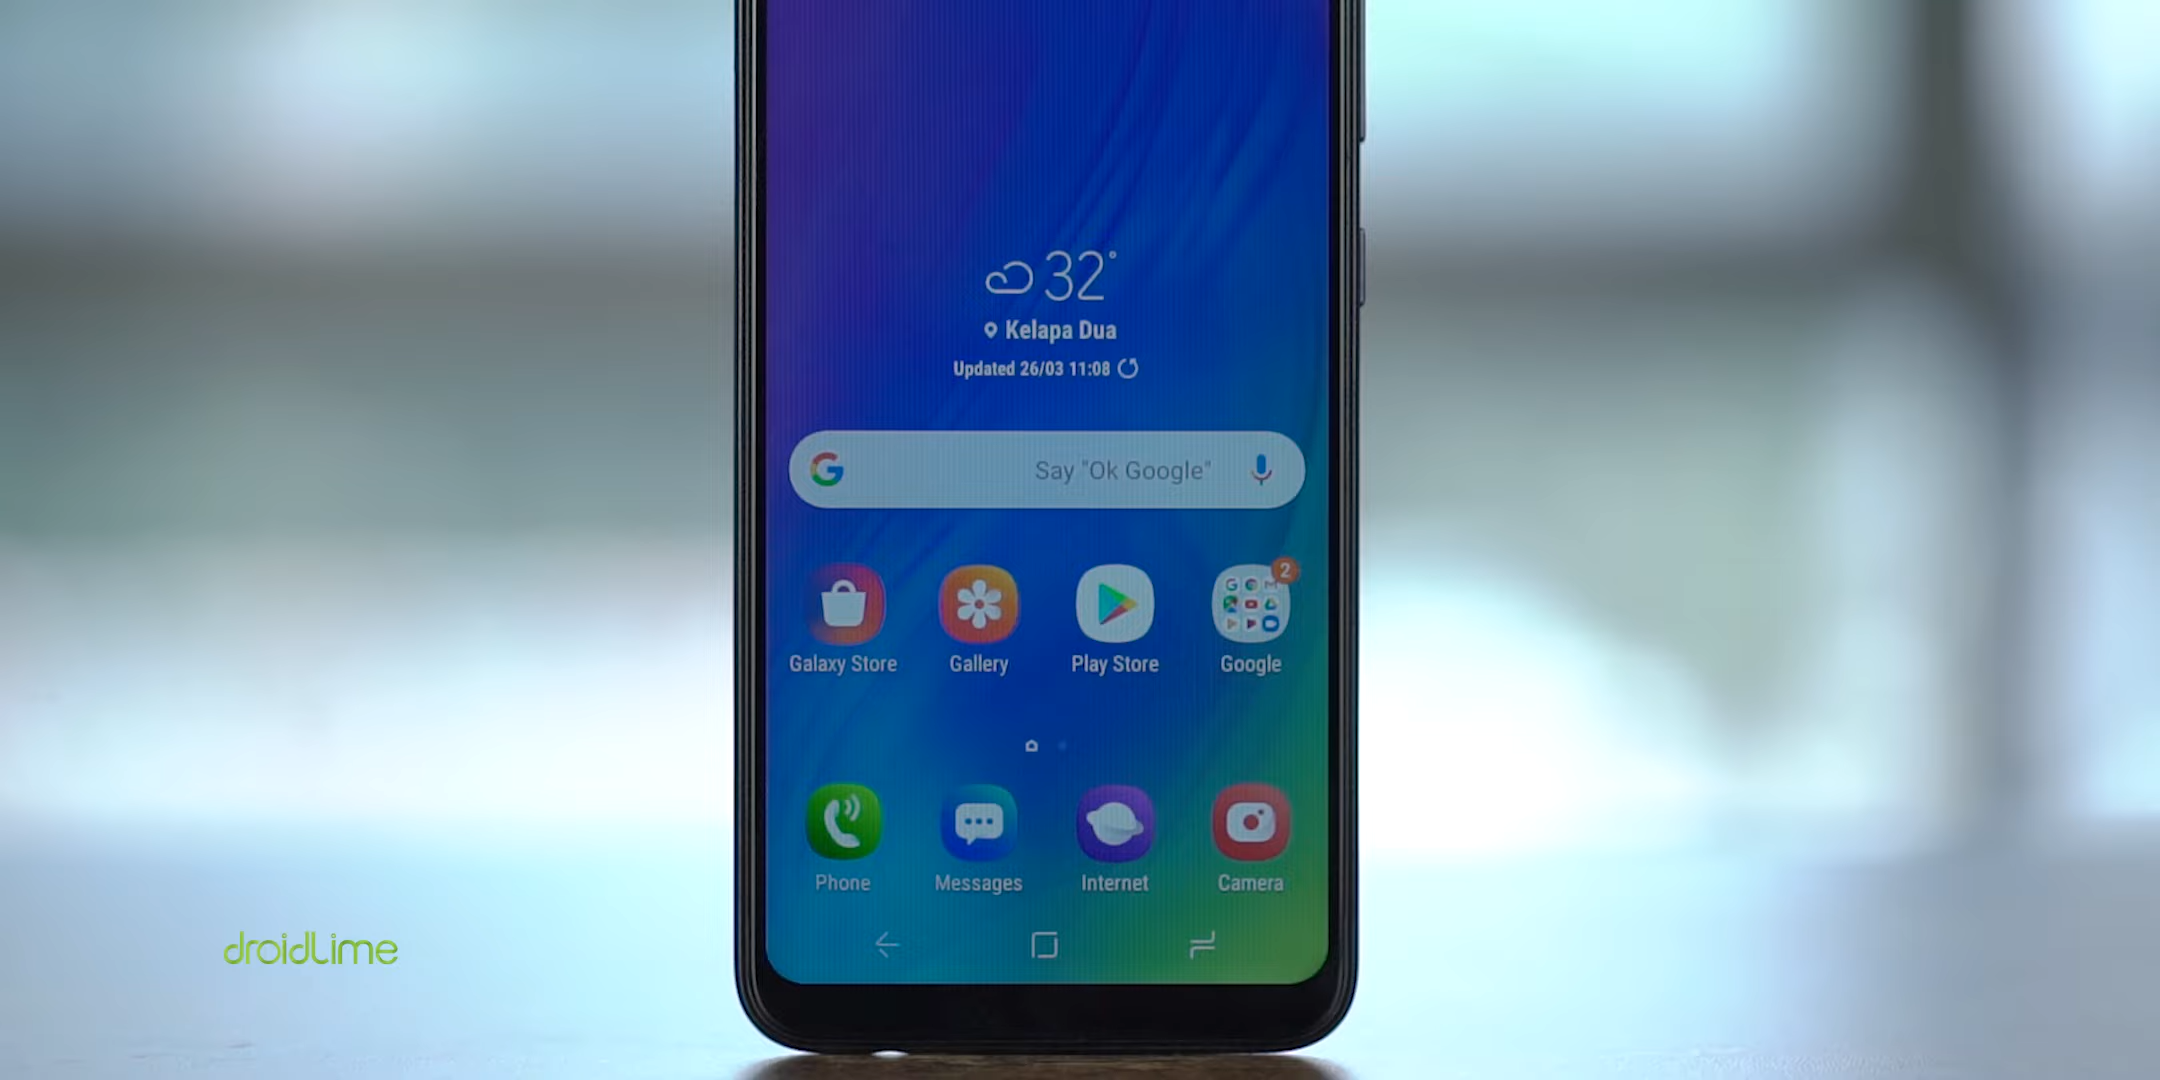 32°
Kelapa Dua
Updated 26/03 11:08
G Say "Ok Google"
2
Galaxy Store Gallery Play Store Google
Phone Messages Internet Camera
droidlime